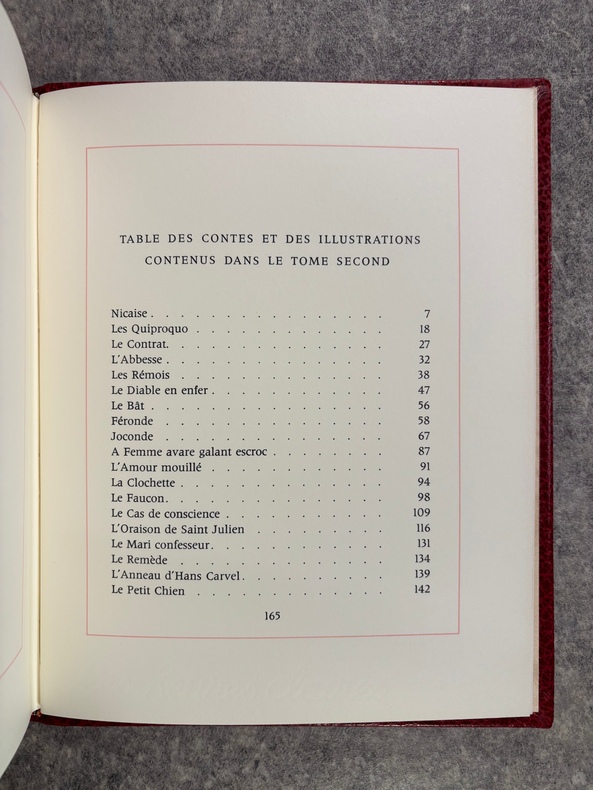 TABLE DES CONTES ET DES ILLUSTRATIONS
CONTENUS DANS LE TOME SECOND
Nicaise . . . . . . . . . . . . . . . 7
Les Quiproquo . . . . . . . . . . . . 18
Le Contrat. . . . . . . . . . . . . . 27
L'Abbesse . . . . . . . . . . . . . . 32
Les Rémois . . . . . . . . . . . . . 38
Le Diable en enfer . . . . . . . . . . 47
Le Bât . . . . . . . . . . . . . . . 56
Féronde . . . . . . . . . . . . . . 58
Joconde . . . . . . . . . . . . . . 67
A Femme avare galant escroc . . . . . . . 87
L'Amour mouillé . . . . . . . . . . . 91
La Clochette . . . . . . . . . . . . . 94
Le Faucon. . . . . . . . . . . . . . 98
Le Cas de conscience . . . . . . . . . . 109
L'Oraison de Saint Julien . . . . . . . . 116
Le Mari confesseur. . . . . . . . . . . 131
Le Remède . . . . . . . . . . . . . 134
L'Anneau d'Hans Carvel. . . . . . . . . 139
Le Petit Chien . . . . . . . . . . . . 142
165